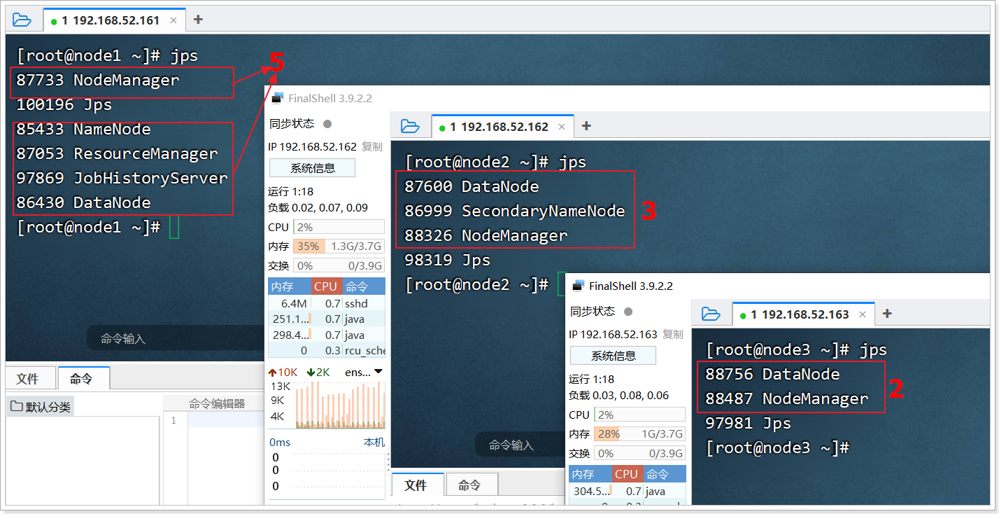 1 192.168.52.161 × +
[root@node1 ~]# jps
87733 NodeManager
100196 Jps
85433 NameNode
87053 ResourceManager
97869 JobHistoryServer
86430 DataNode
[root@node1 ~]#
5
命令输入
文件 命令
默认分类
命令编辑器
1
FinalShell 3.9.2.2
同步状态
IP 192.168.52.162 复制
系统信息
运行 1:18
负载 0.02, 0.07, 0.09
CPU 2%
内存 35% 1.3G/3.7G
交换 0% 0/3.9G
内存 CPU 命令
6.4M 0.7 sshd
251.1... 0.7 java
298.4... 0.7 java
0 0.3 rcu_sche
10K 2K ens...
13K
9K
4K
0ms 本机
0
0
0
1 192.168.52.162 × +
[root@node2 ~]# jps
87600 DataNode
86999 SecondaryNameNode
88326 NodeManager
98319 Jps
[root@node2 ~]#
3
命令输入
文件 命令
FinalShell 3.9.2.2
同步状态
IP 192.168.52.163 复制
系统信息
运行 1:18
负载 0.03, 0.08, 0.06
CPU 2%
内存 28% 1G/3.7G
交换 0% 0/3.9G
内存 CPU 命令
304.5... 0.7 java
1 192.168.52.163 × +
[root@node3 ~]# jps
88756 DataNode
88487 NodeManager
97981 Jps
[root@node3 ~]#
2